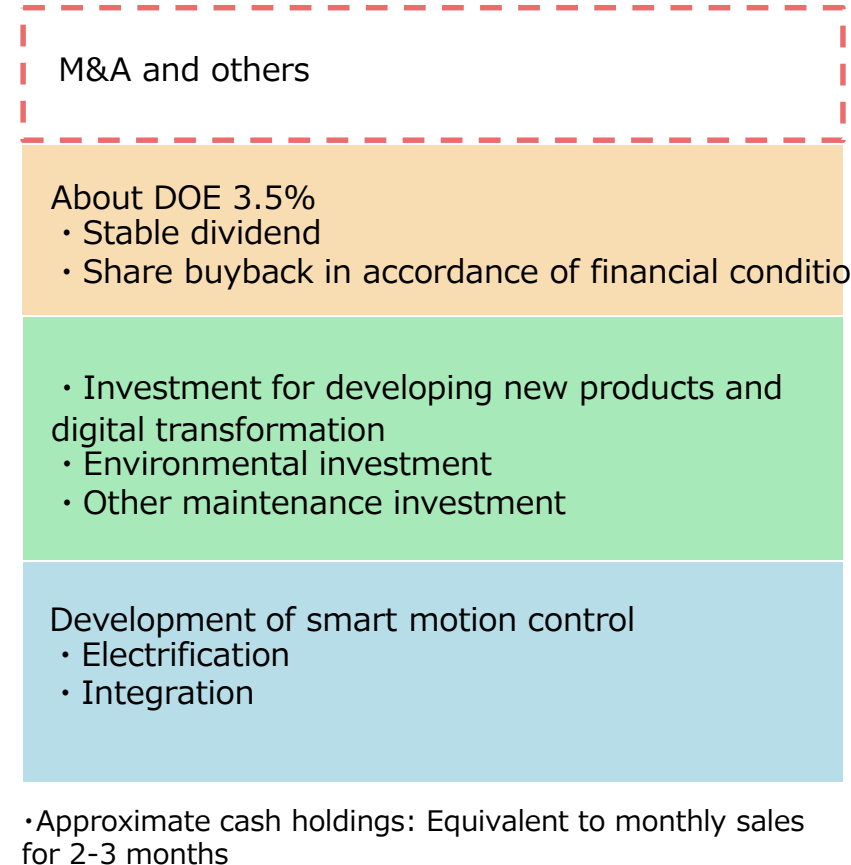 M&A and others
About DOE 3.5%
・Stable dividend
・Share buyback in accordance of financial conditio
・Investment for developing new products and
digital transformation
・Environmental investment
・Other maintenance investment
Development of smart motion control
・Electrification
・Integration
・Approximate cash holdings: Equivalent to monthly sales
for 2-3 months